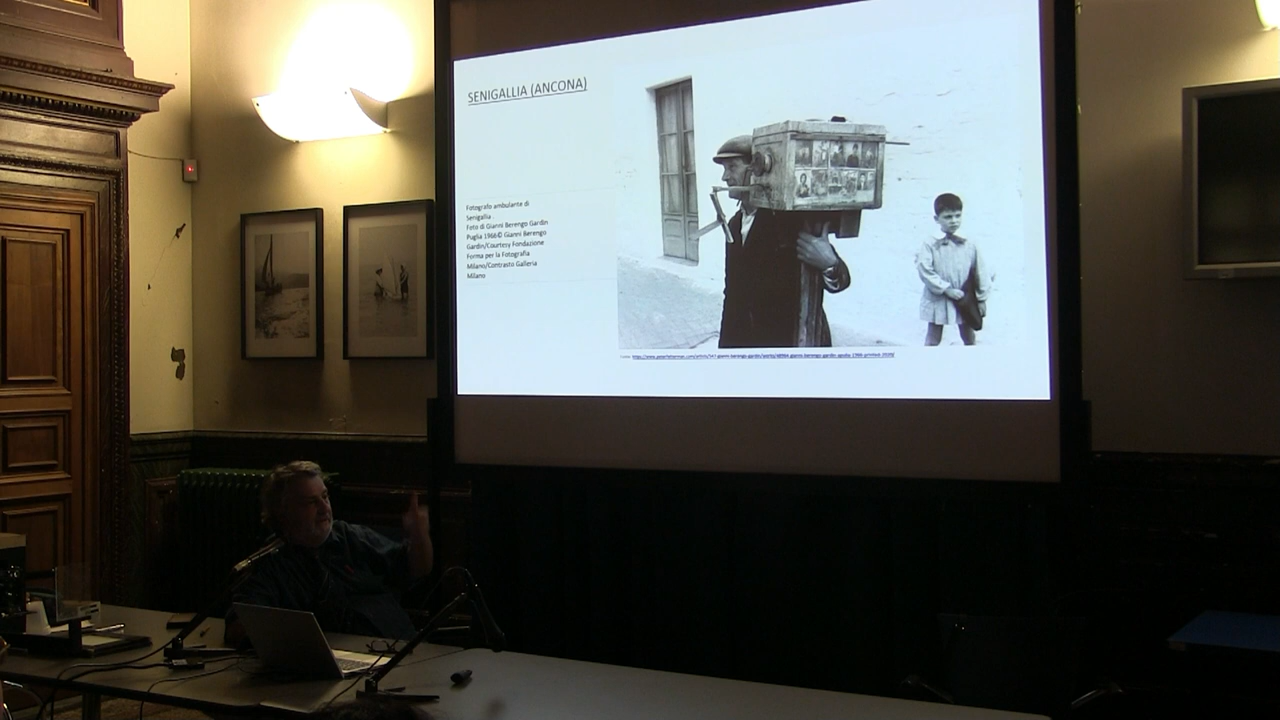 SENIGALLIA (ANCONA)
Fotografo ambulante di
Senigallia
Foto di Gianni Berengo Gardin
Puglia 1966© Gianni Berengo
Gardin/Courtesy Fondazione
Forma per la Fotografia
Milano/Contrasto Galleria
Milano